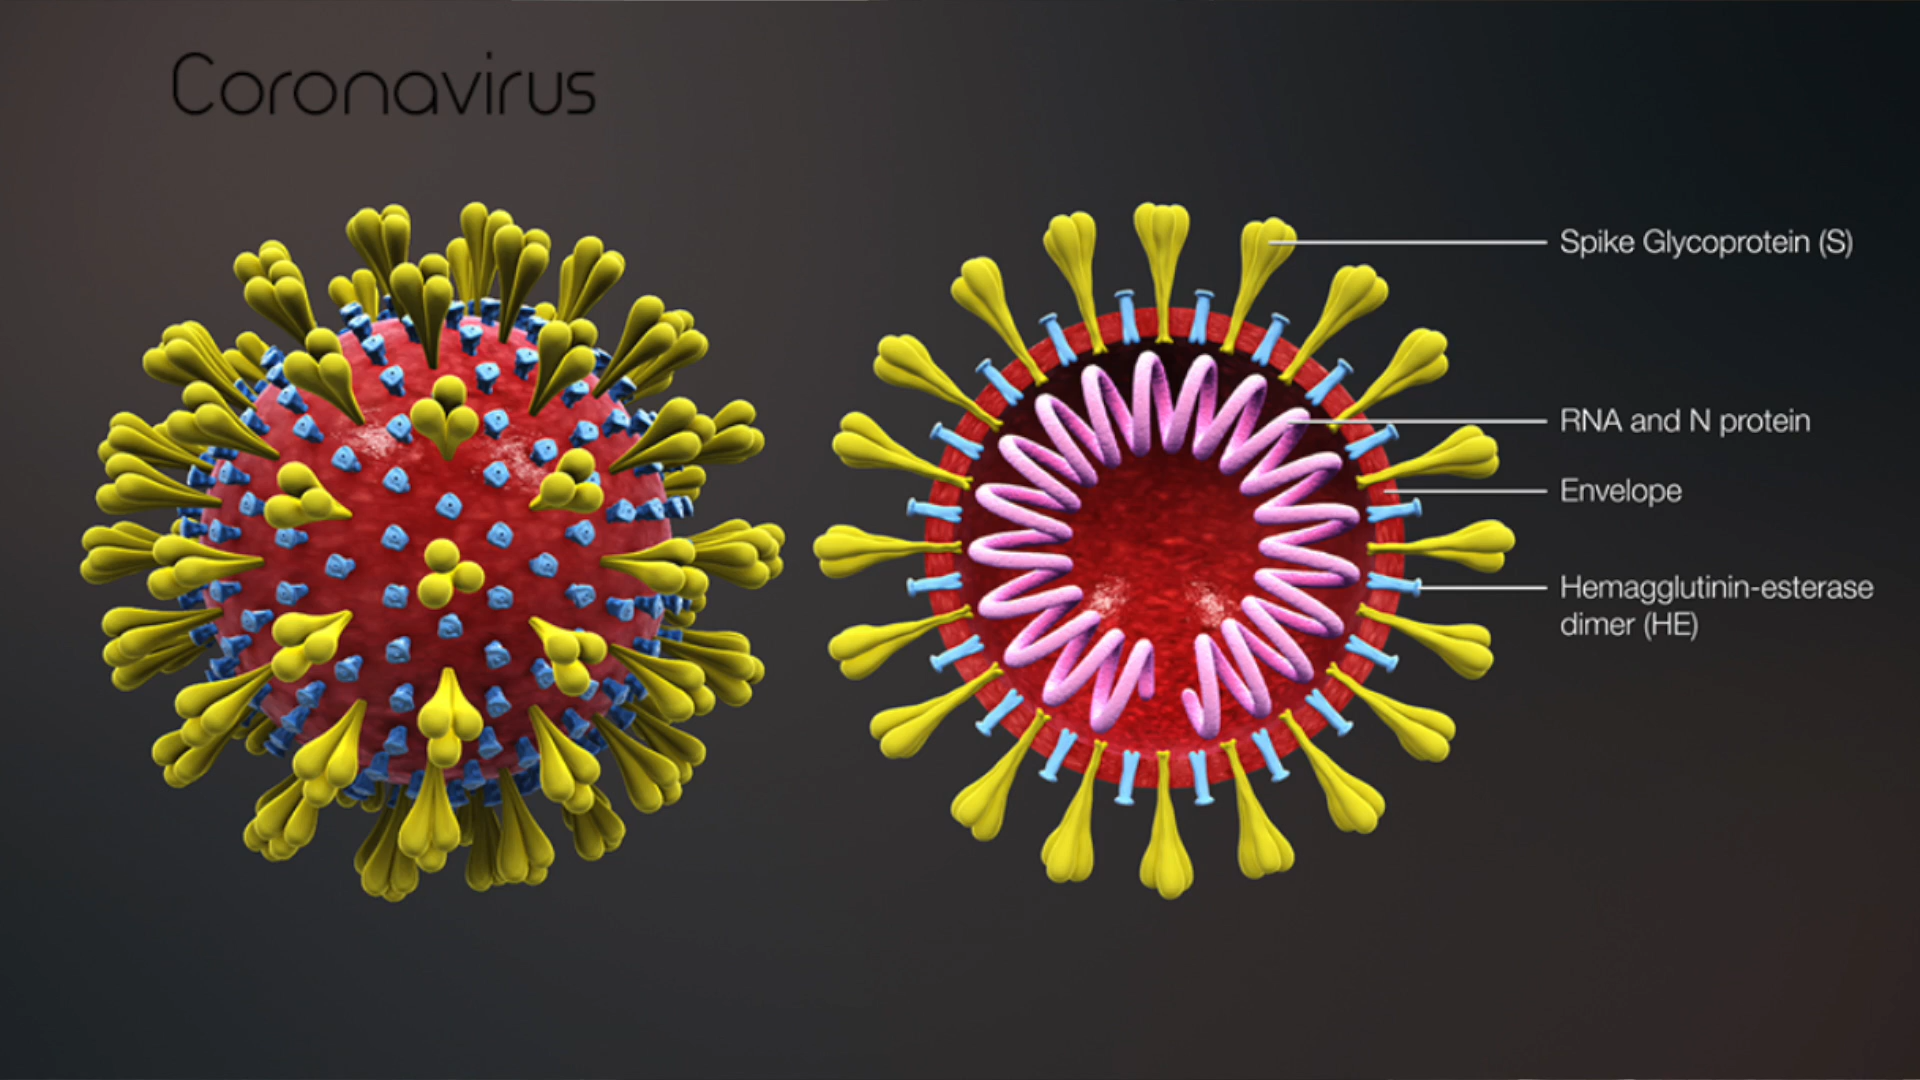 Coronavirus
Spike Glycoprotein (S)
RNA and N protein
Envelope
Hemagglutinin-esterase
dimer (HE)